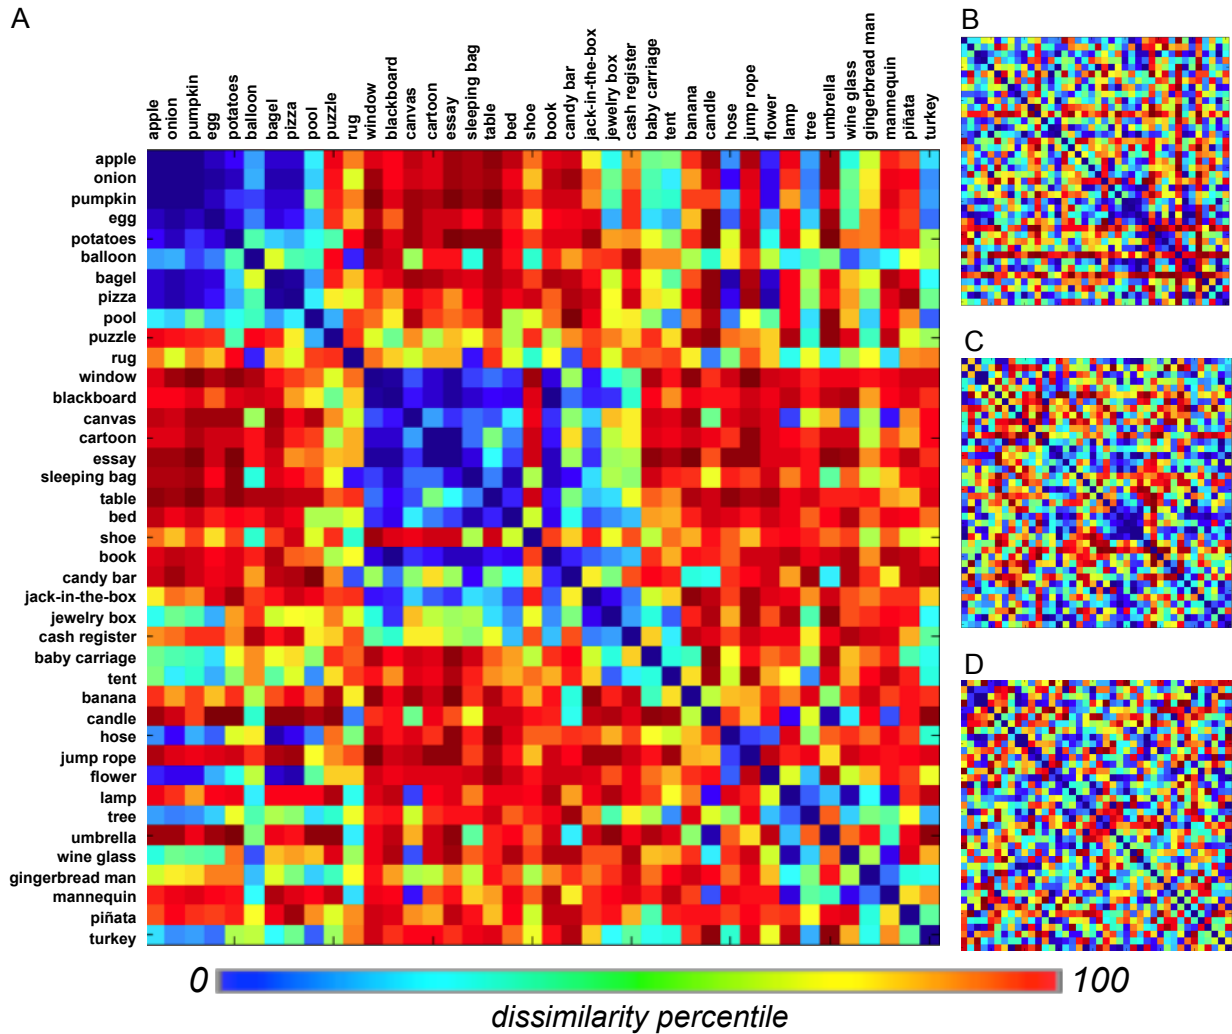 A
B
apple
onion
pumpkin
egg
potatoes
balloon
bagel
pizza
pool
puzzle
rug
window
blackboard
canvas
cartoon
essay
sleeping bag
table
bed
shoe
book
candy bar
jack-in-the-box
jewelry box
cash register
baby carriage
tent
banana
candle
hose
jump rope
flower
lamp
tree
umbrella
wine glass
gingerbread man
mannequin
piñata
turkey
apple
onion
pumpkin
egg
potatoes
balloon
bagel
pizza
pool
puzzle
rug
window
blackboard
canvas
cartoon
essay
sleeping bag
table
bed
shoe
book
candy bar
jack-in-the-box
jewelry box
cash register
baby carriage
tent
banana
candle
hose
jump rope
flower
lamp
tree
umbrella
wine glass
gingerbread man
mannequin
piñata
turkey
C
D
0 100
dissimilarity percentile